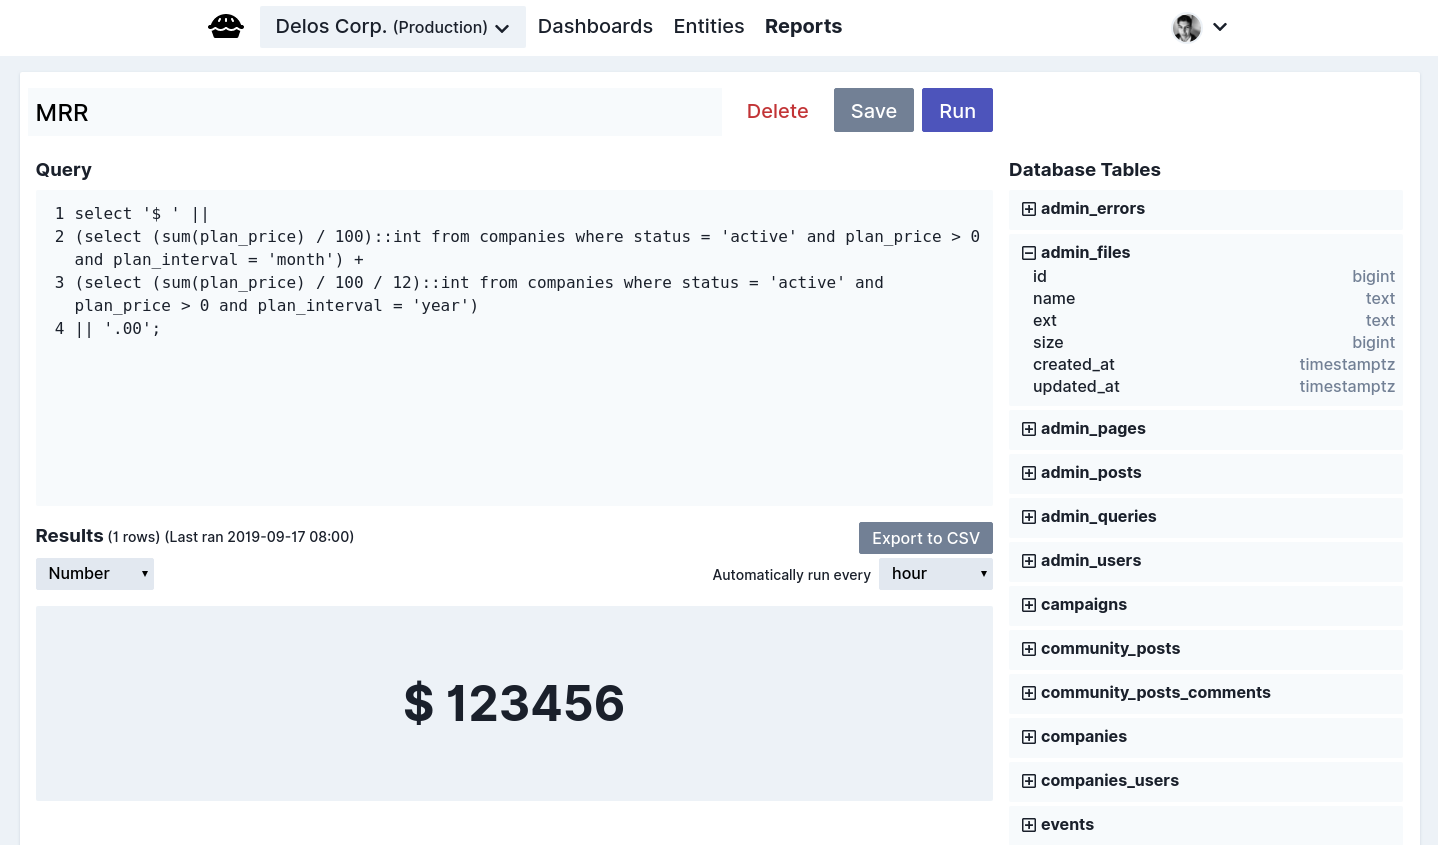 Delos Corp. (Production)
Dashboards
Entities
Reports
MRR
Delete
Save
Run
Query
1 select '$ ' ||
2 (select (sum(plan_price) / 100)::int from companies where status = 'active' and plan_price > 0
and plan_interval = 'month') +
3 (select (sum(plan_price) / 100 / 12)::int from companies where status = 'active' and
plan_price > 0 and plan_interval = 'year')
4 || '.00';
Results (1 rows) (Last ran 2019-09-17 08:00)
Export to CSV
Number
Automatically run every
hour
$ 123456
Database Tables
admin_errors
admin_files
id bigint
name text
ext text
size bigint
created_at timestamptz
updated_at timestamptz
admin_pages
admin_posts
admin_queries
admin_users
campaigns
community_posts
community_posts_comments
companies
companies_users
events